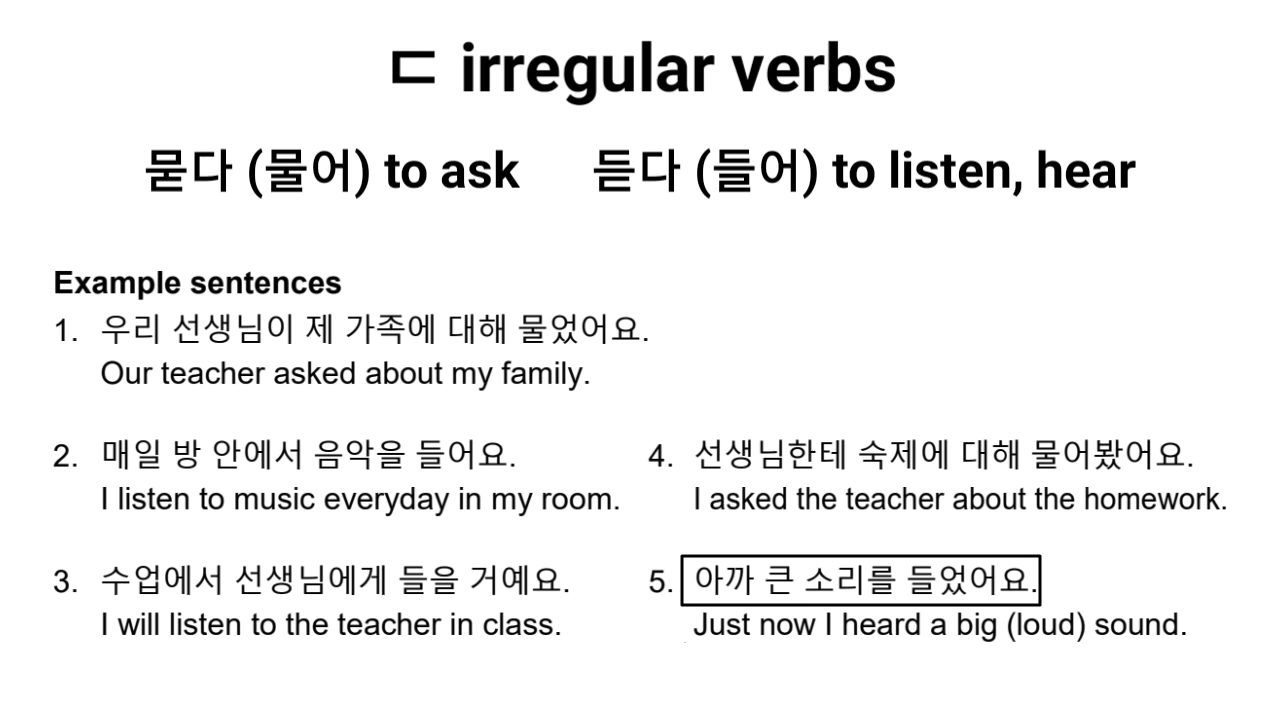 ㄷ irregular verbs
묻다 (물어) to ask 듣다 (들어) to listen, hear
Example sentences
1. 우리 선생님이 제 가족에 대해 물었어요.
Our teacher asked about my family.
2. 매일 방 안에서 음악을 들어요.
I listen to music everyday in my room.
3. 수업에서 선생님에게 들을 거예요.
I will listen to the teacher in class.
4. 선생님한테 숙제에 대해 물어봤어요.
I asked the teacher about the homework.
5. 아까 큰 소리를 들었어요.
Just now I heard a big (loud) sound.